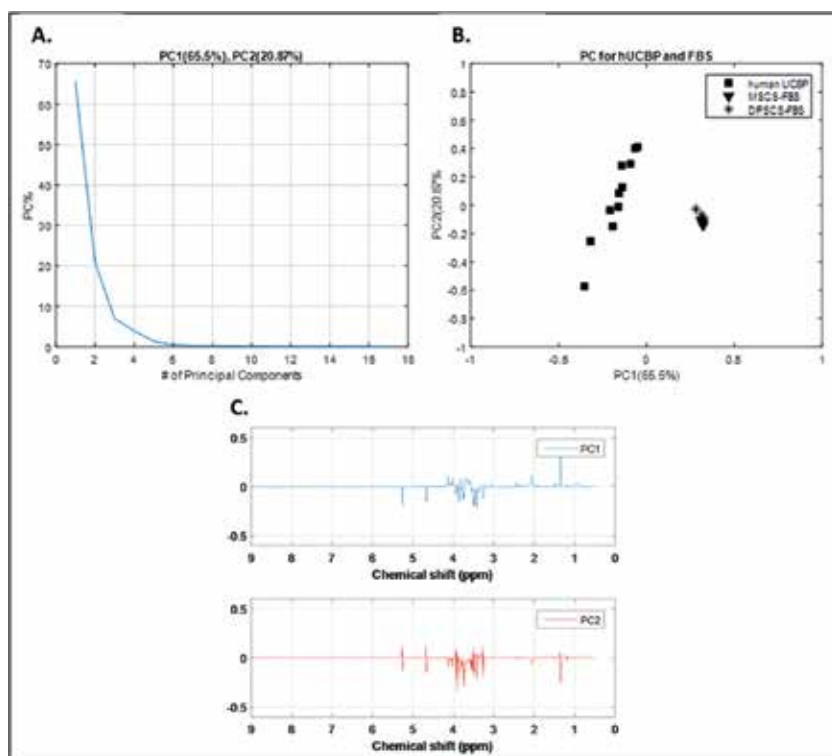 A.
PC1(65.5%), PC2(20.87%)
70
60
50
40
30
20
10
0
PC%
0 2 4 6 8 10 12 14 16 18
# of Principal Components
B.
PC for hUCBP and FBS
human UCBP
MSCS-FBS
DPSCS-FBS
1
0.8
0.6
0.4
0.2
0
-0.2
-0.4
-0.6
-0.8
-1
PC2(20.87%
-1 -0.5 0 0.5 1
PC1(65.5%)
C.
0.5
0
-0.5
PC1
9 8 7 6 5 4 3 2 1 0
Chemical shift (ppm)
0.5
0
-0.5
PC2
9 8 7 6 5 4 3 2 1 0
Chemical shift (ppm)